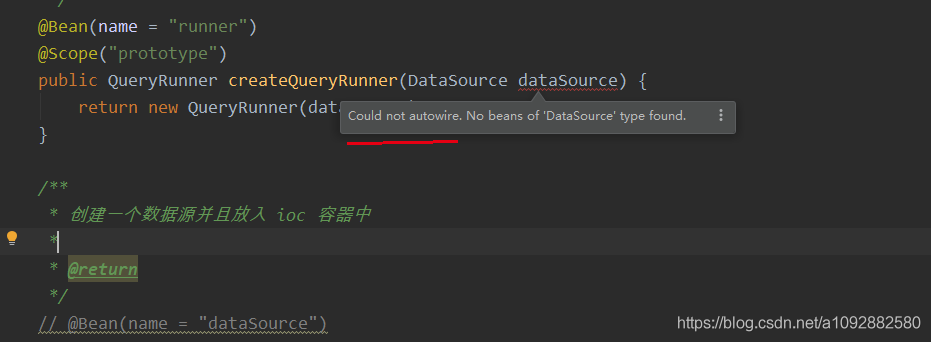 */
@Bean(name = "runner")
@Scope("prototype")
public QueryRunner createQueryRunner(DataSource dataSource) {
return new QueryRunner(data
Could not autowire. No beans of 'DataSource' type found.
}
/**
* 创建一个数据源并且放入 ioc 容器中
*
* @return
*/
// @Bean(name = "dataSource")
https://blog.csdn.net/a1092882580